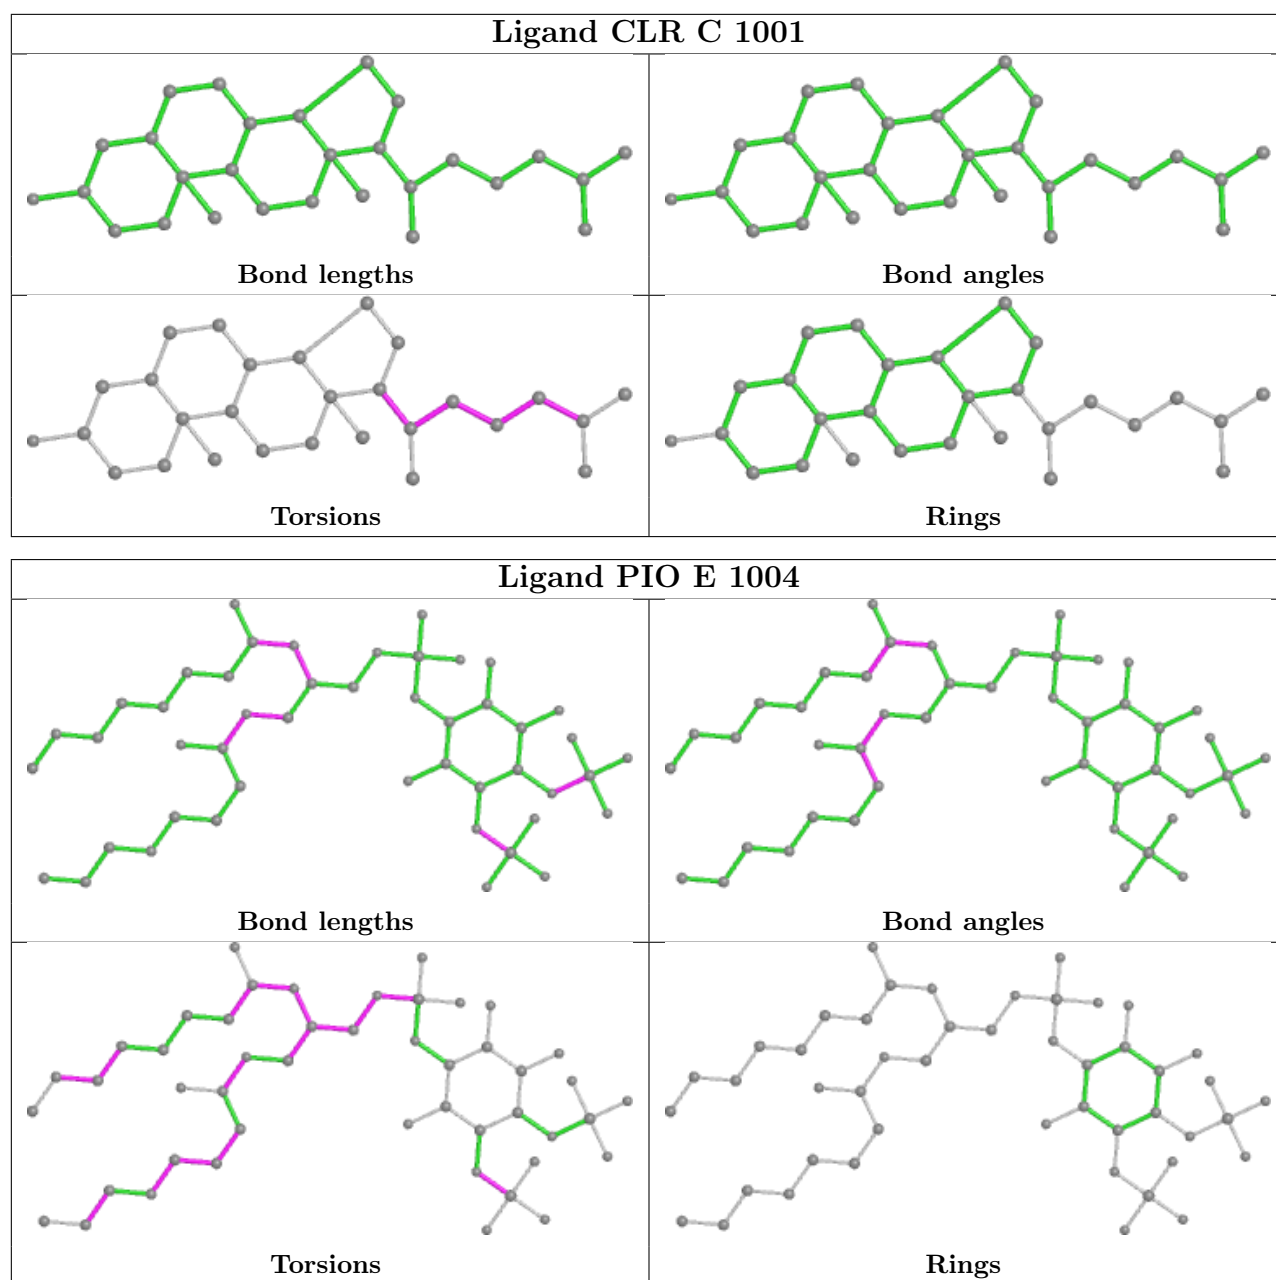 Ligand CLR C 1001
Bond lengths
Bond angles
Torsions
Rings
Ligand PIO E 1004
Bond lengths
Bond angles
Torsions
Rings